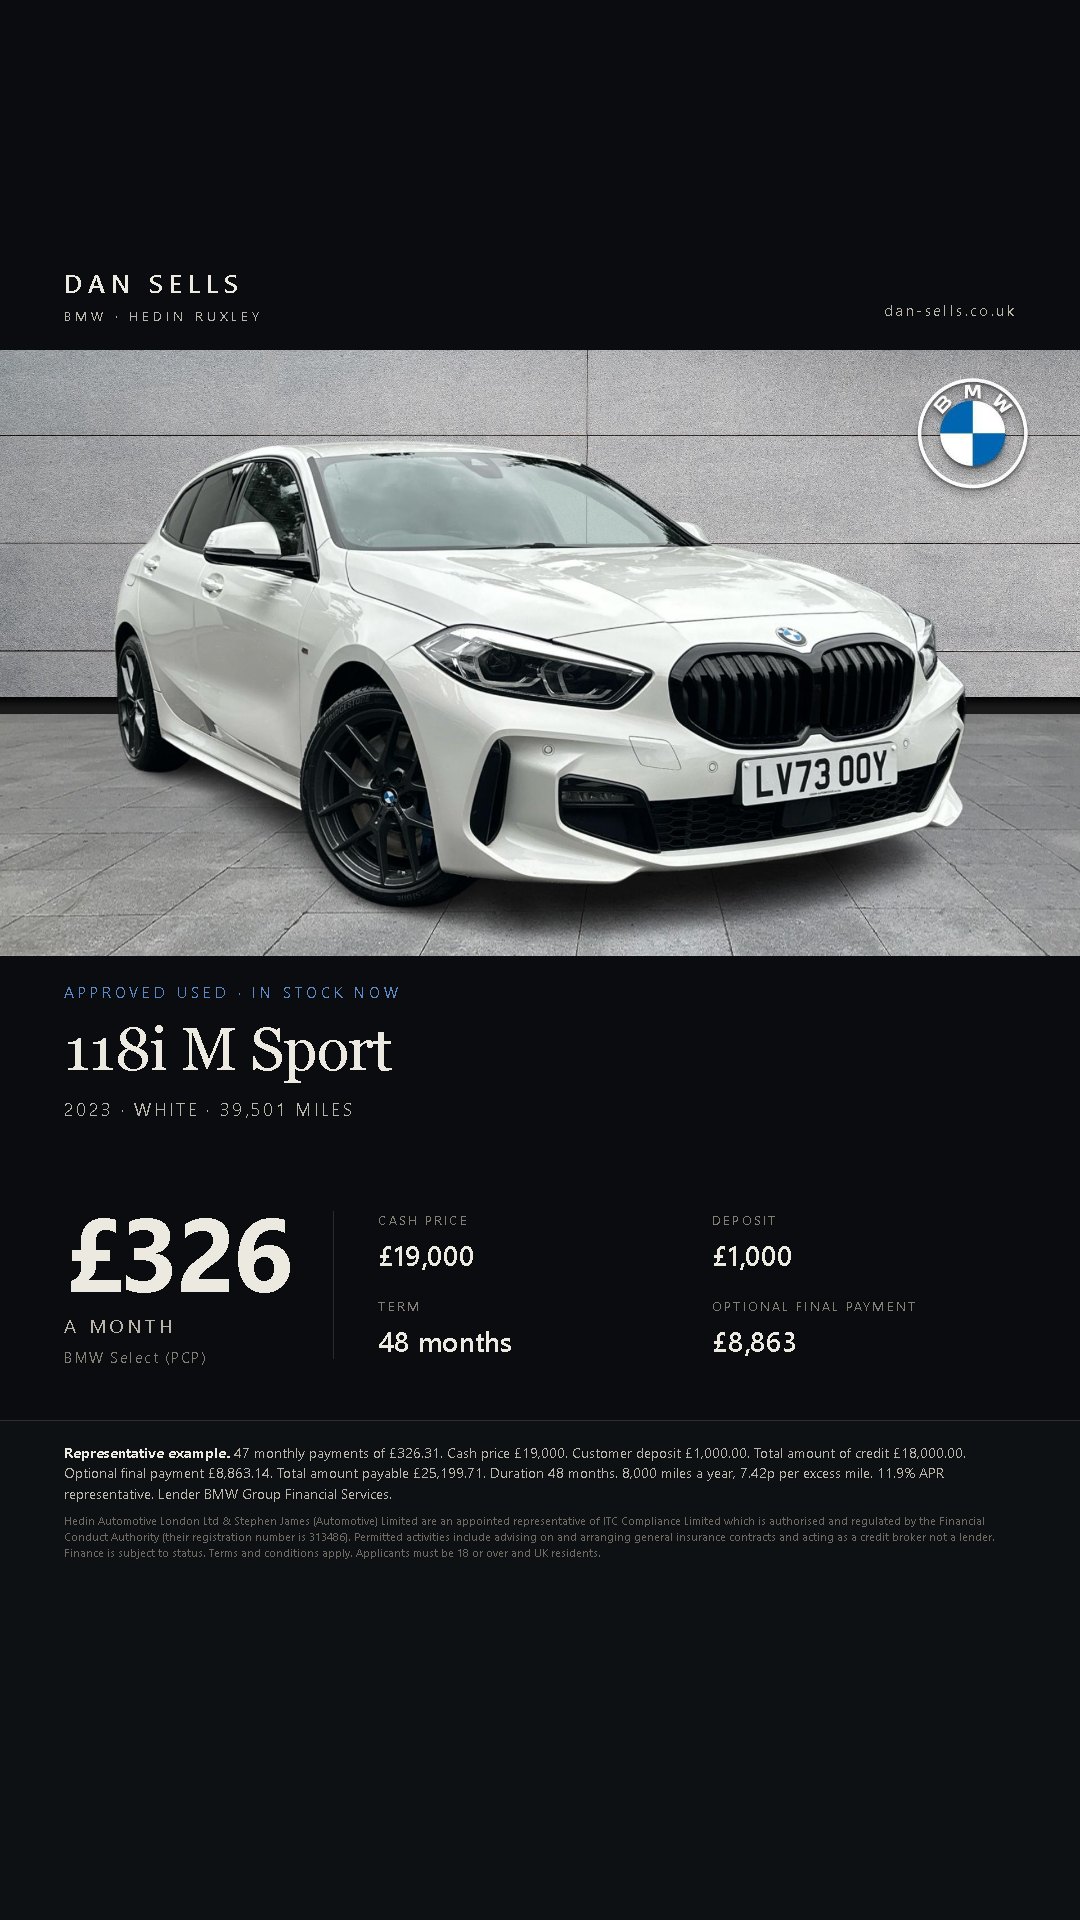 DAN SELLS
BMW · HEDIN RUXLEY
dan-sells.co.uk
BMW
LV73 OOY
APPROVED USED · IN STOCK NOW
118i M Sport
2023 · WHITE · 39,501 MILES
£326
A MONTH
BMW Select (PCP)
CASH PRICE
£19,000
DEPOSIT
£1,000
TERM
48 months
OPTIONAL FINAL PAYMENT
£8,863
Representative example. 47 monthly payments of £326.31. Cash price £19,000. Customer deposit £1,000.00. Total amount of credit £18,000.00.
Optional final payment £8,863.14. Total amount payable £25,199.71. Duration 48 months. 8,000 miles a year, 7.42p per excess mile. 11.9% APR
representative. Lender BMW Group Financial Services.
Hedin Automotive London Ltd & Stephen James (Automotive) Limited are an appointed representative of ITC Compliance Limited which is authorised and regulated by the Financial
Conduct Authority (their registration number is 313486). Permitted activities include advising on and arranging general insurance contracts and acting as a credit broker not a lender.
Finance is subject to status. Terms and conditions apply. Applicants must be 18 or over and UK residents.